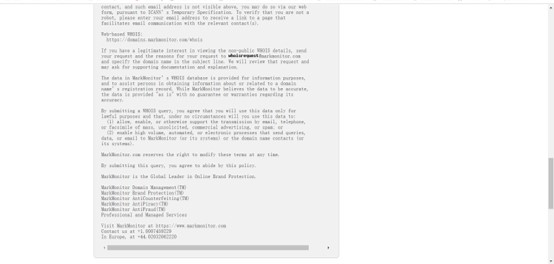 contact, and such email address is not visible above, you may do so via our web
form, pursuant to ICANN's Temporary Specification. To verify that you are not a
robot, please enter your email address to receive a link to a page that
facilitates email communication with the relevant contact(s).
Web-based WHOIS:
https://domains.markmonitor.com/whois
If you have a legitimate interest in viewing the non-public WHOIS details, send
your request and the reasons for your request to whoisrequest@markmonitor.com
and specify the domain name in the subject line. We will review that request and
may ask for supporting documentation and explanation.
The data in MarkMonitor's WHOIS database is provided for information purposes,
and to assist persons in obtaining information about or related to a domain
name's registration record. While MarkMonitor believes the data to be accurate,
the data is provided "as is" with no guarantee or warranties regarding its
accuracy.
By submitting a WHOIS query, you agree that you will use this data only for
lawful purposes and that, under no circumstances will you use this data to:
(1) allow, enable, or otherwise support the transmission by email, telephone,
or facsimile of mass, unsolicited, commercial advertising, or spam; or
(2) enable high volume, automated, or electronic processes that send queries,
data, or email to MarkMonitor (or its systems) or the domain name contacts (or
its systems).
MarkMonitor.com reserves the right to modify these terms at any time.
By submitting this query, you agree to abide by this policy.
MarkMonitor is the Global Leader in Online Brand Protection.
MarkMonitor Domain Management(TM)
MarkMonitor Brand Protection(TM)
MarkMonitor AntiCounterfeiting(TM)
MarkMonitor AntiPiracy(TM)
MarkMonitor AntiFraud(TM)
Professional and Managed Services
Visit MarkMonitor at https://www.markmonitor.com
Contact us at +1.8007459229
In Europe, at +44.02032062220